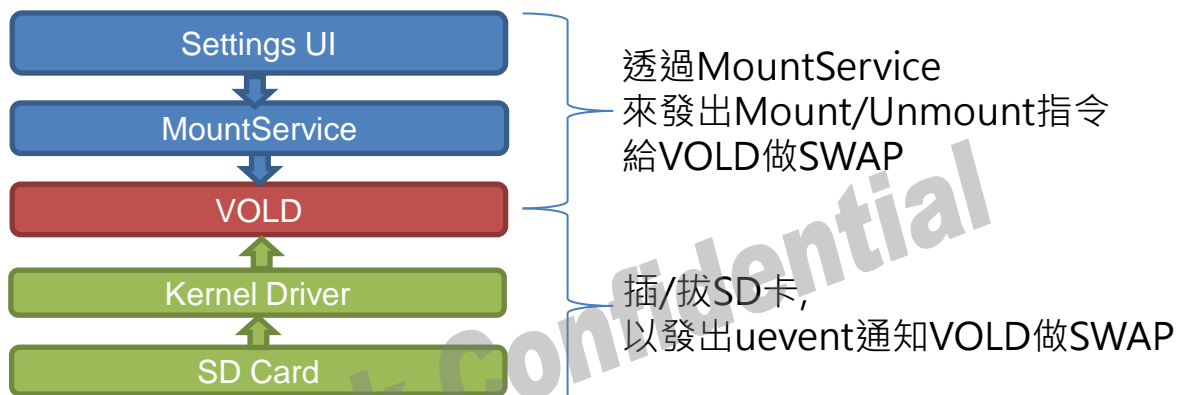 Settings UI
MountService
VOLD
Kernel Driver
SD Card
透過MountService
來發出Mount/Unmount指令
給VOLD做SWAP
插/拔SD卡,
以發出uevent通知VOLD做SWAP
k Confidential